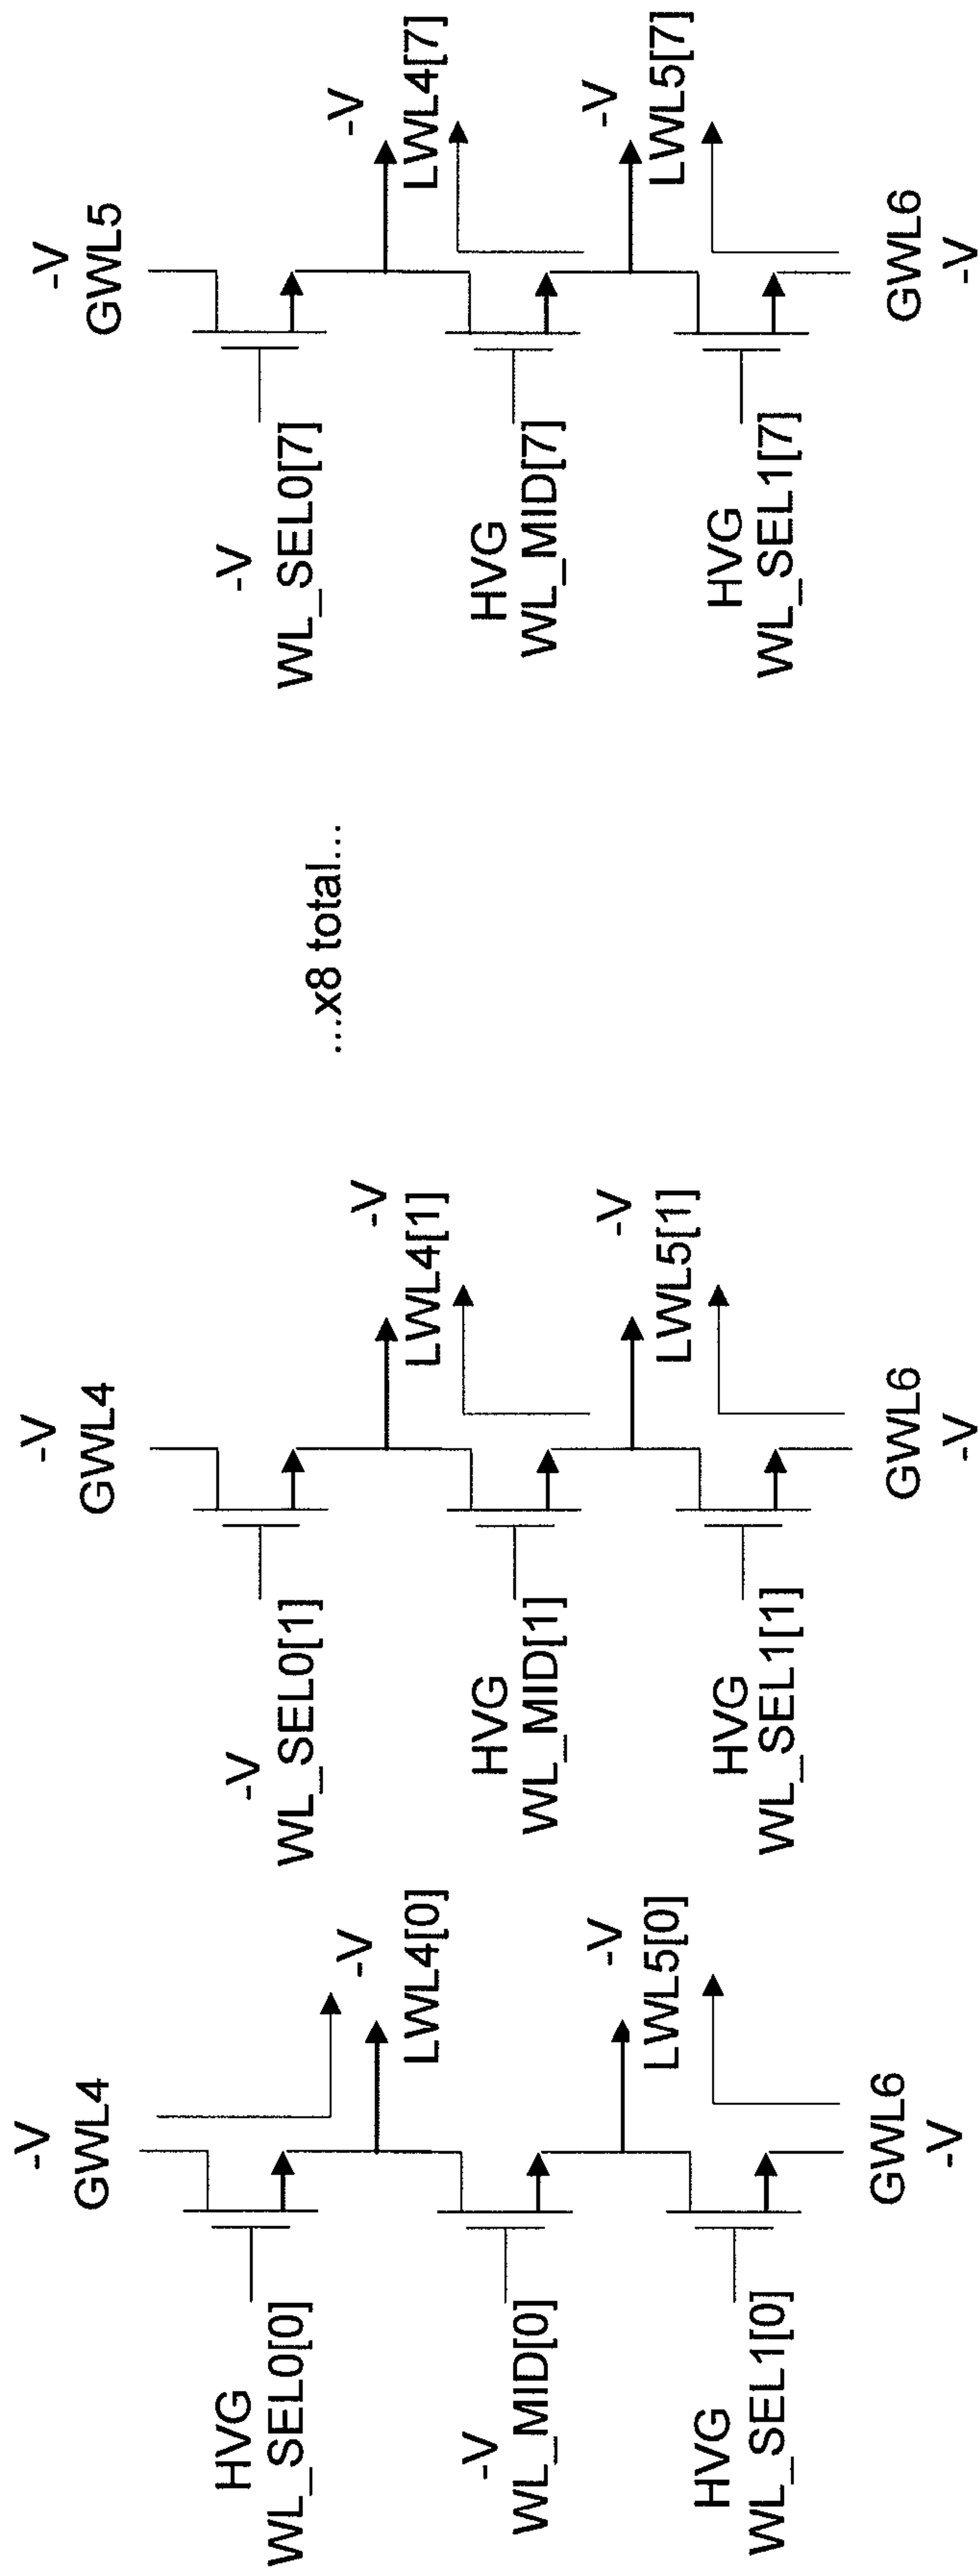 -V
GWL4
HVG
WL_SEL0[0]
-V
LWL4[0]
-V
WL_MID[0]
-V
LWL5[0]
HVG
WL_SEL1[0]
GWL6
-V
-V
GWL4
-V
WL_SEL0[1]
-V
LWL4[1]
HVG
WL_MID[1]
-V
LWL5[1]
HVG
WL_SEL1[1]
GWL6
-V
...x8 total...
-V
GWL5
-V
WL_SEL0[7]
-V
LWL4[7]
HVG
WL_MID[7]
-V
LWL5[7]
HVG
WL_SEL1[7]
GWL6
-V